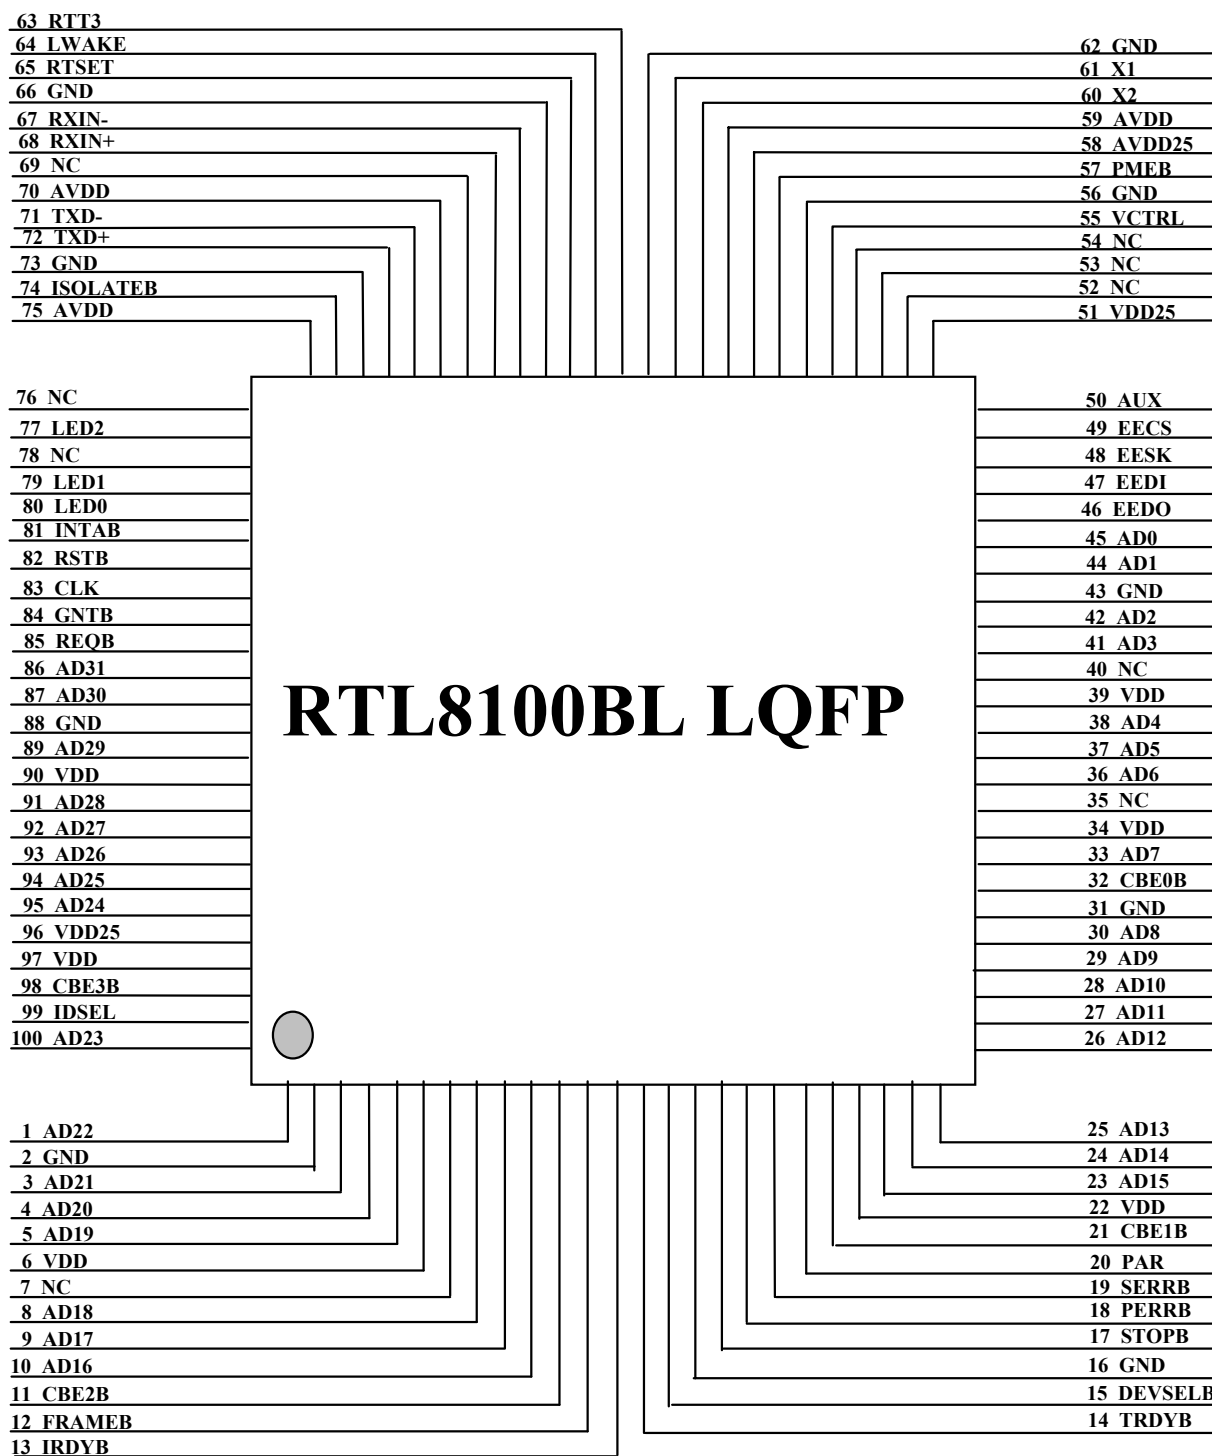 63 RTT3
64 LWAKE
65 RTSET
66 GND
67 RXIN-
68 RXIN+
69 NC
70 AVDD
71 TXD-
72 TXD+
73 GND
74 ISOLATEB
75 AVDD
62 GND
61 X1
60 X2
59 AVDD
58 AVDD25
57 PMEB
56 GND
55 VCTRL
54 NC
53 NC
52 NC
51 VDD25
76 NC
77 LED2
78 NC
79 LED1
80 LED0
81 INTAB
82 RSTB
83 CLK
84 GNTB
85 REQB
86 AD31
87 AD30
88 GND
89 AD29
90 VDD
91 AD28
92 AD27
93 AD26
94 AD25
95 AD24
96 VDD25
97 VDD
98 CBE3B
99 IDSEL
100 AD23
RTL8100BL LQFP
50 AUX
49 EECS
48 EESK
47 EEDI
46 EEDO
45 AD0
44 AD1
43 GND
42 AD2
41 AD3
40 NC
39 VDD
38 AD4
37 AD5
36 AD6
35 NC
34 VDD
33 AD7
32 CBE0B
31 GND
30 AD8
29 AD9
28 AD10
27 AD11
26 AD12
1 AD22
2 GND
3 AD21
4 AD20
5 AD19
6 VDD
7 NC
8 AD18
9 AD17
10 AD16
11 CBE2B
12 FRAMEB
13 IRDYB
25 AD13
24 AD14
23 AD15
22 VDD
21 CBE1B
20 PAR
19 SERRB
18 PERRB
17 STOPB
16 GND
15 DEVSELB
14 TRDYB